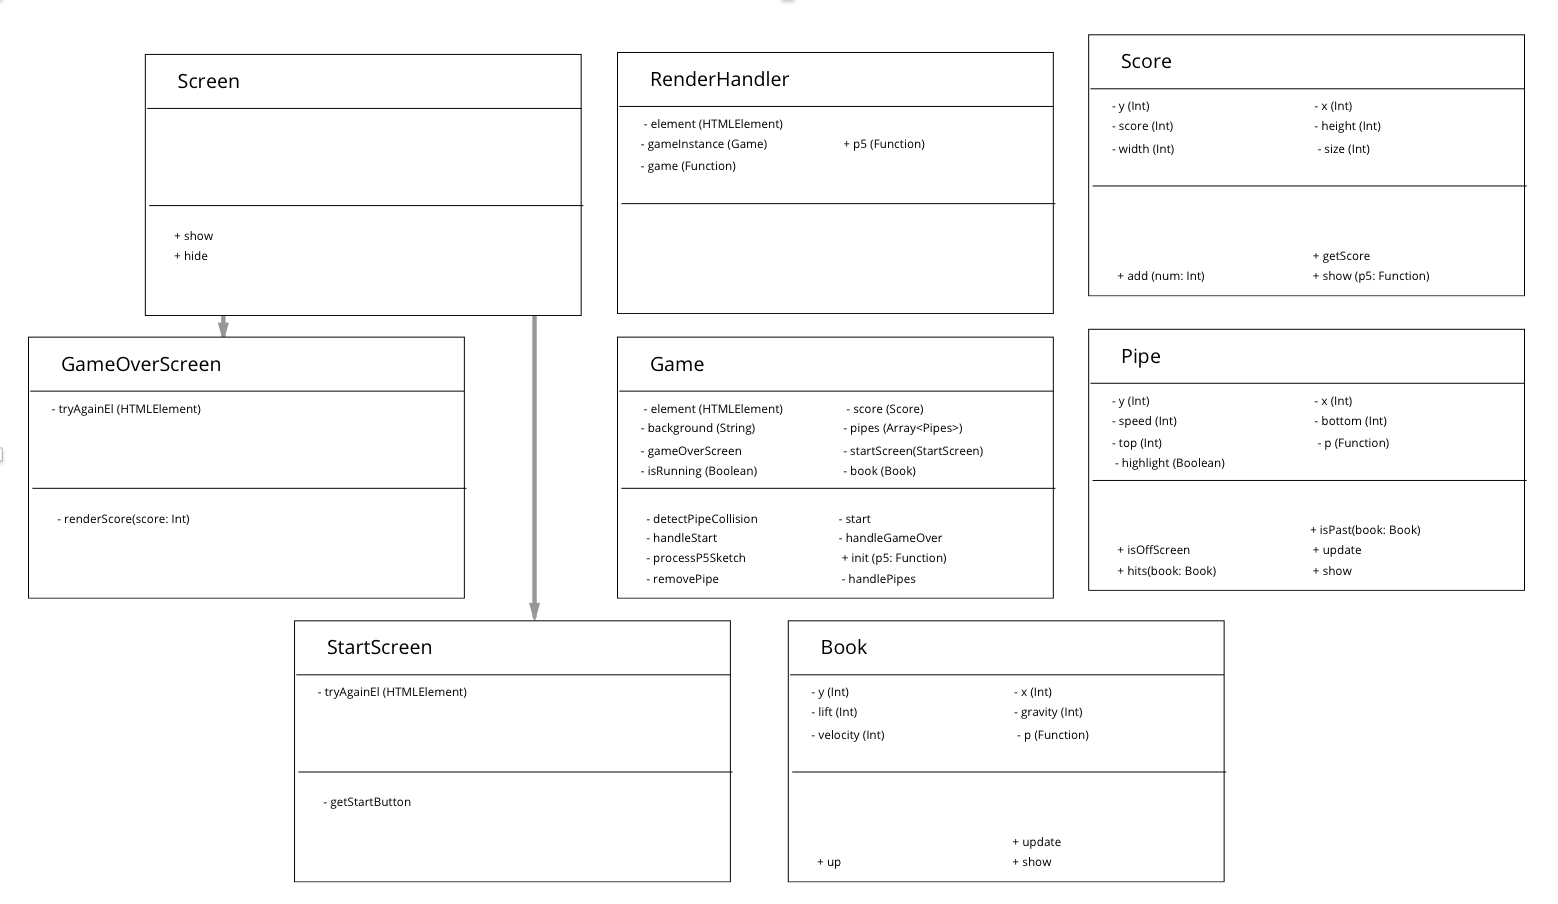 Screen
+ show
+ hide
RenderHandler
- element (HTMLElement)
- gameInstance (Game)
+ p5 (Function)
- game (Function)
Score
- y (Int)
- x (Int)
- score (Int)
- height (Int)
- width (Int)
- size (Int)
+ getScore
+ add (num: Int)
+ show (p5: Function)
GameOverScreen
- tryAgainEl (HTMLElement)
- renderScore(score: Int)
Game
- element (HTMLElement)
- score (Score)
- background (String)
- pipes (Array<Pipes>)
- gameOverScreen
- startScreen(StartScreen)
- isRunning (Boolean)
- book (Book)
- detectPipeCollision
- start
- handleStart
- handleGameOver
- processP5Sketch
+ init (p5: Function)
- removePipe
- handlePipes
Pipe
- y (Int)
- x (Int)
- speed (Int)
- bottom (Int)
- top (Int)
- p (Function)
- highlight (Boolean)
+ isPast(book: Book)
+ isOffScreen
+ update
+ hits(book: Book)
+ show
StartScreen
- tryAgainEl (HTMLElement)
- getStartButton
Book
- y (Int)
- x (Int)
- lift (Int)
- gravity (Int)
- velocity (Int)
- p (Function)
+ update
+ up
+ show